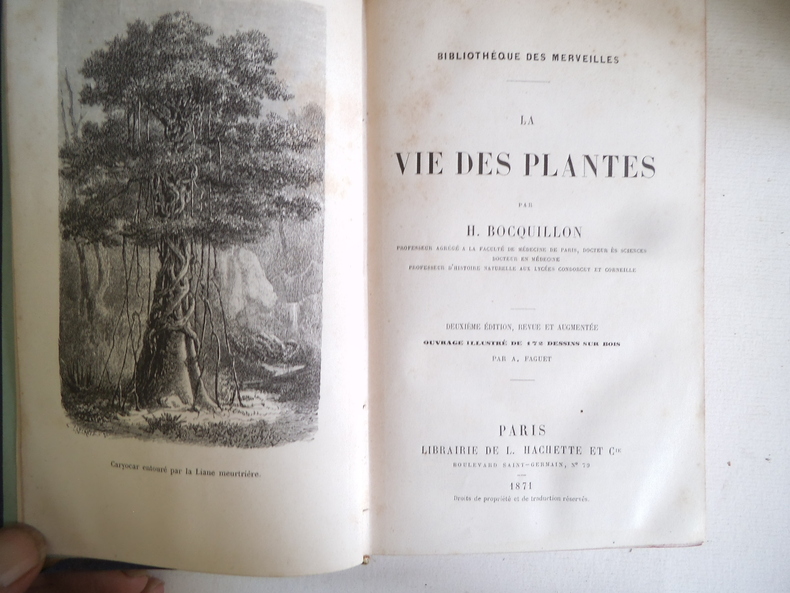 Caryocar entouré par la Liane meurtrière.
BIBLIOTHÈQUE DES MERVEILLES
LA
VIE DES PLANTES
PAR
H. BOCQUILLON
PROFESSEUR AGRÉGÉ A LA FACULTÉ DE MÉDECINE DE PARIS, DOCTEUR ÈS SCIENCES
DOCTEUR EN MÉDECINE
PROFESSEUR D'HISTOIRE NATURELLE AUX LYCÉES CONDORCET ET CORNEILLE
DEUXIÈME ÉDITION, REVUE ET AUGMENTÉE
OUVRAGE ILLUSTRÉ DE 172 DESSINS SUR BOIS
PAR A. FAGUET
PARIS
LIBRAIRIE DE L. HACHETTE ET Cie
BOULEVARD SAINT-GERMAIN, N° 79
1871
Droits de propriété et de traduction réservés.